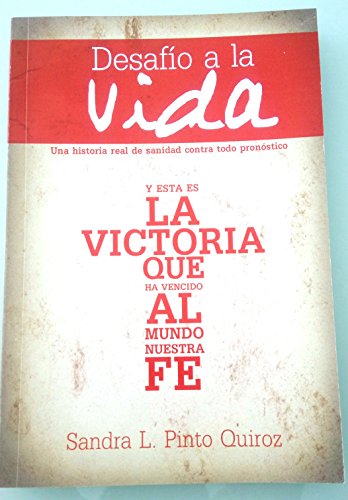 Desafío a la
Vida
Una historia real de sanidad contra todo pronóstico
Y ESTA ES
LA
VICTORIA
QUE
HA VENCIDO
AL
MUNDO
NUESTRA
FE
Sandra L. Pinto Quiroz